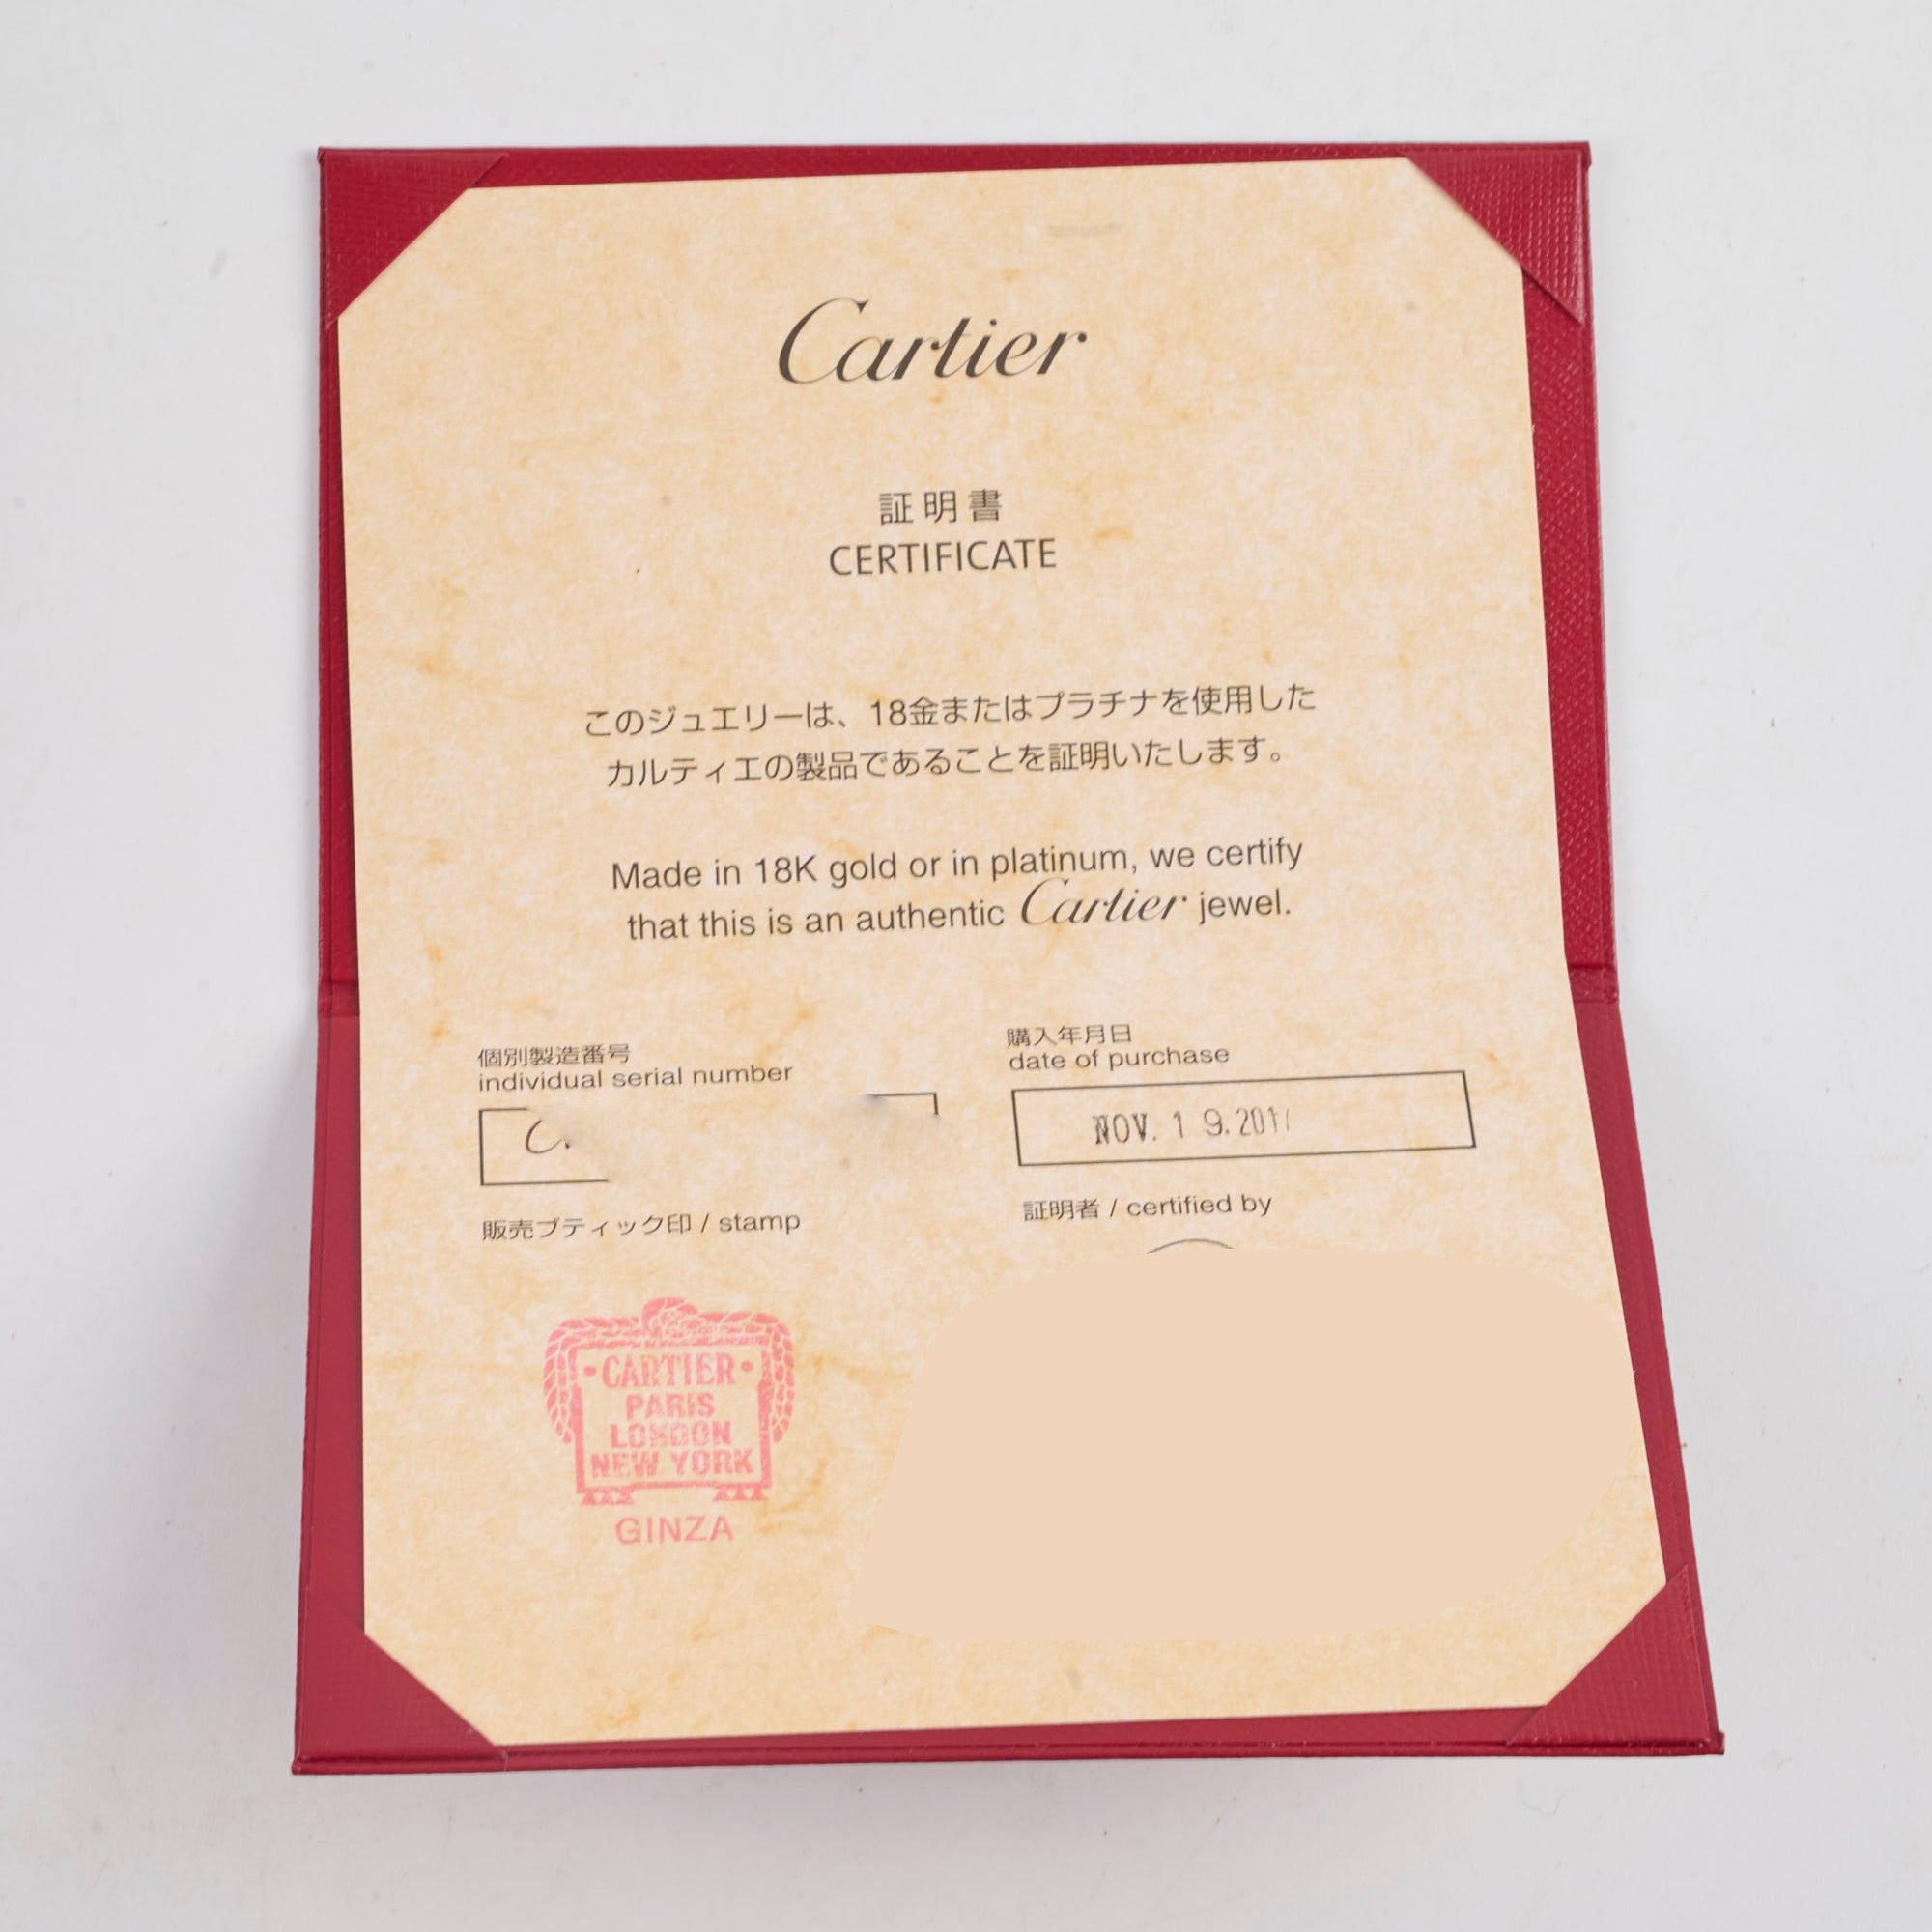 Cartier
証明書
CERTIFICATE
このジュエリーは、18金またはプラチナを使用した
カルティエの製品であることを証明いたします。
Made in 18K gold or in platinum, we certify
that this is an authentic Cartier jewel.
個別製造番号
individual serial number
購入年月日
date of purchase
C.
NOV. 1 9. 201
販売ブティック印 / stamp
証明者 / certified by
·CARTIER·
PARIS
LONDON
NEW YORK
GINZA